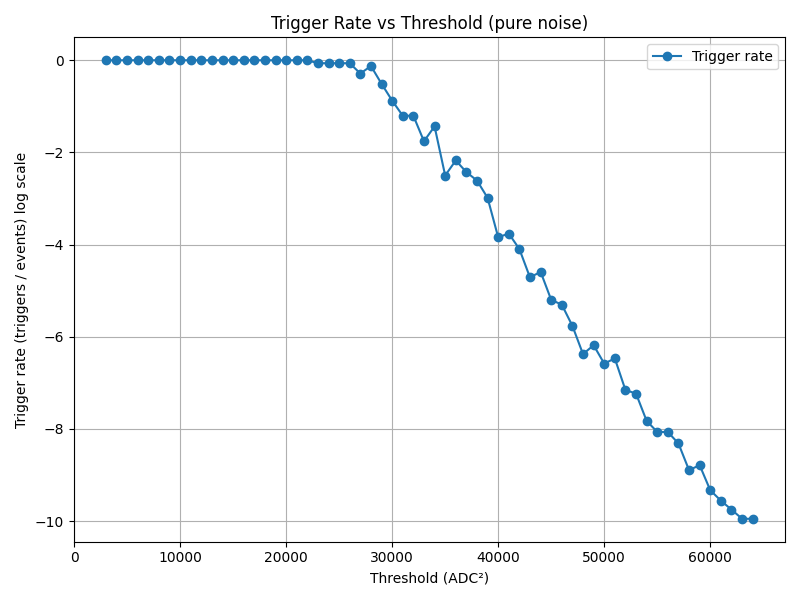 Trigger Rate vs Threshold (pure noise)
Trigger rate
0
−2
−4
−6
−8
−10
Trigger rate (triggers / events) log scale
0 10000 20000 30000 40000 50000 60000
Threshold (ADC²)